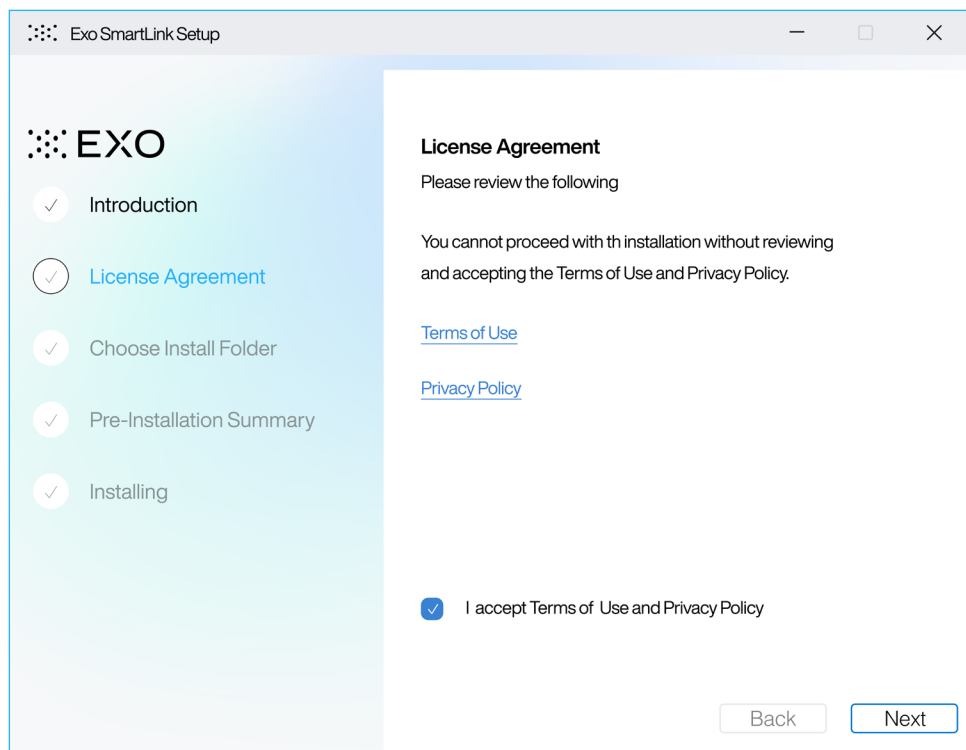 Exo SmartLink Setup
EXO
Introduction
License Agreement
Choose Install Folder
Pre-Installation Summary
Installing
License Agreement
Please review the following
You cannot proceed with th installation without reviewing
and accepting the Terms of Use and Privacy Policy.
Terms of Use
Privacy Policy
I accept Terms of Use and Privacy Policy
Back
Next